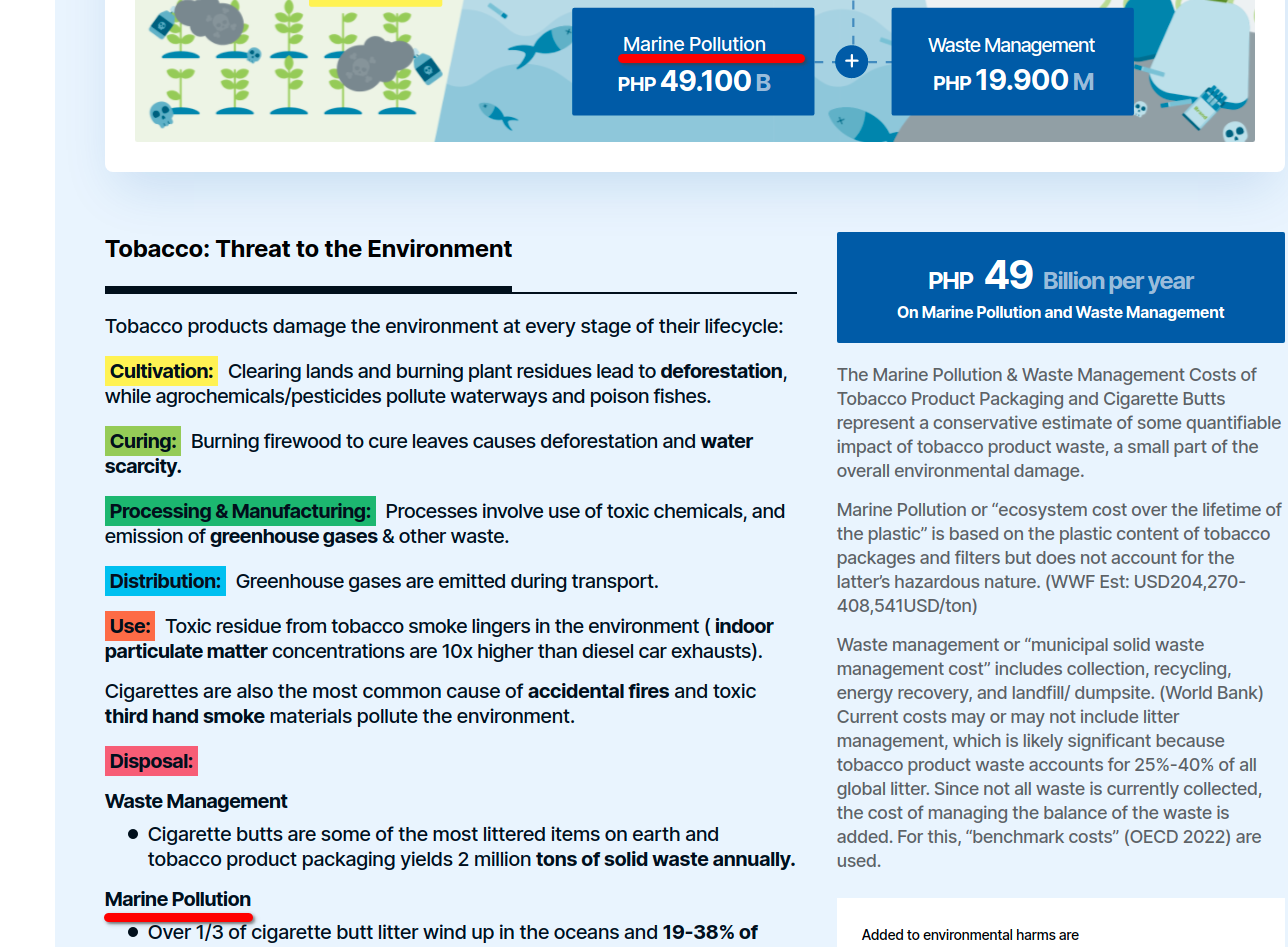 Marine Pollution
PHP 49.100 B
+
Waste Management
PHP 19.900 M
Tobacco: Threat to the Environment
Tobacco products damage the environment at every stage of their lifecycle:
Cultivation: Clearing lands and burning plant residues lead to deforestation,
while agrochemicals/pesticides pollute waterways and poison fishes.
Curing: Burning firewood to cure leaves causes deforestation and water
scarcity.
Processing & Manufacturing: Processes involve use of toxic chemicals, and
emission of greenhouse gases & other waste.
Distribution: Greenhouse gases are emitted during transport.
Use: Toxic residue from tobacco smoke lingers in the environment ( indoor
particulate matter concentrations are 10x higher than diesel car exhausts).
Cigarettes are also the most common cause of accidental fires and toxic
third hand smoke materials pollute the environment.
Disposal:
Waste Management
● Cigarette butts are some of the most littered items on earth and
tobacco product packaging yields 2 million tons of solid waste annually.
Marine Pollution
● Over 1/3 of cigarette butt litter wind up in the oceans and 19-38% of
PHP 49 Billion per year
On Marine Pollution and Waste Management
The Marine Pollution & Waste Management Costs of
Tobacco Product Packaging and Cigarette Butts
represent a conservative estimate of some quantifiable
impact of tobacco product waste, a small part of the
overall environmental damage.
Marine Pollution or “ecosystem cost over the lifetime of
the plastic” is based on the plastic content of tobacco
packages and filters but does not account for the
latter’s hazardous nature. (WWF Est: USD204,270-
408,541USD/ton)
Waste management or “municipal solid waste
management cost” includes collection, recycling,
energy recovery, and landfill/ dumpsite. (World Bank)
Current costs may or may not include litter
management, which is likely significant because
tobacco product waste accounts for 25%-40% of all
global litter. Since not all waste is currently collected,
the cost of managing the balance of the waste is
added. For this, “benchmark costs” (OECD 2022) are
used.
Added to environmental harms are